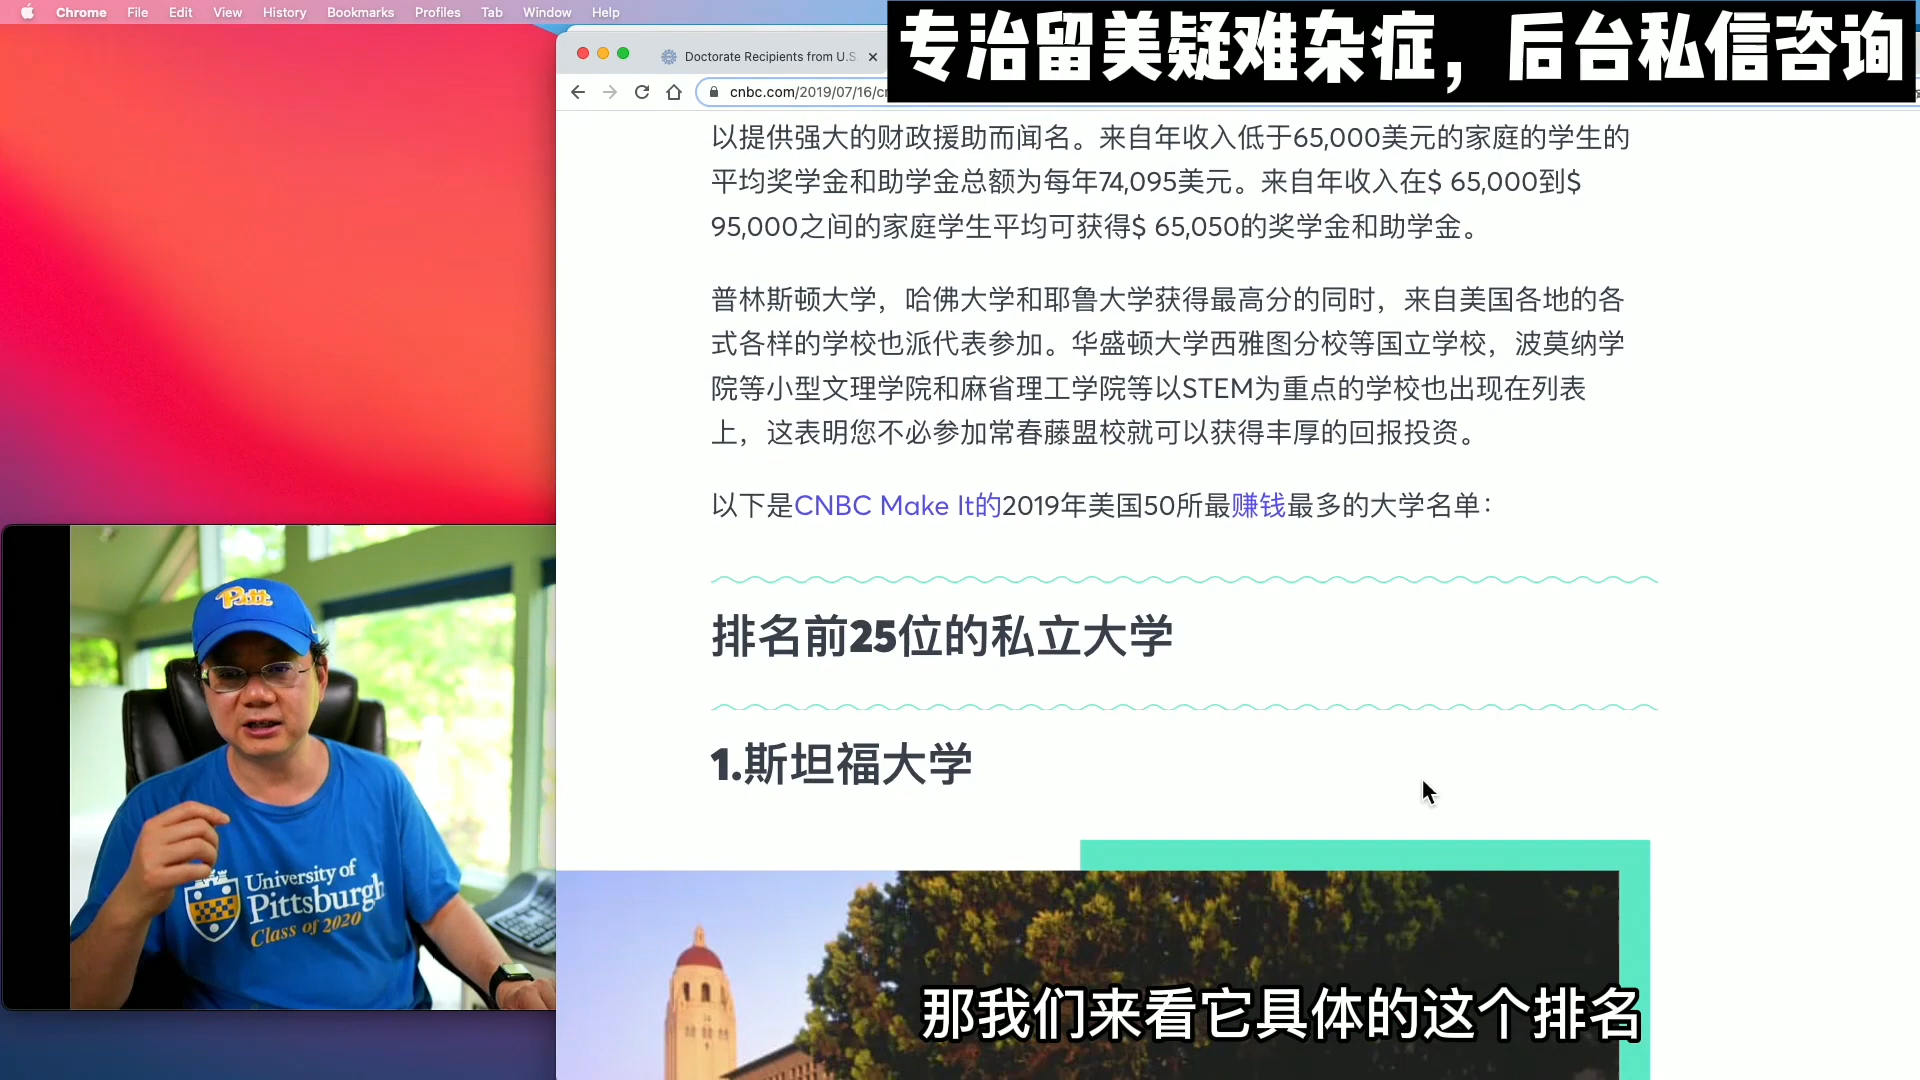 Chrome File Edit View History Bookmarks Profiles Tab Window Help
专治留美疑难杂症，后台私信咨询
Doctorate Recipients from U.S.
cnbc.com/2019/07/16/
以提供强大的财政援助而闻名。来自年收入低于65,000美元的家庭的学生的
平均奖学金和助学金总额为每年74,095美元。来自年收入在$ 65,000到$
95,000之间的家庭学生平均可获得$ 65,050的奖学金和助学金。
普林斯顿大学，哈佛大学和耶鲁大学获得最高分的同时，来自美国各地的各
式各样的学校也派代表参加。华盛顿大学西雅图分校等国立学校，波莫纳学
院等小型文理学院和麻省理工学院等以STEM为重点的学校也出现在列表
上，这表明您不必参加常春藤盟校就可以获得丰厚的回报投资。
以下是CNBC Make It的2019年美国50所最赚钱最多的大学名单：
排名前25位的私立大学
1.斯坦福大学
Pitt
University of
Pittsburgh
Class of 2020
那我们来看它具体的这个排名